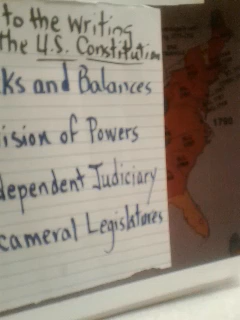 to the writing
the U.S. Constitution
ks and Balances
ision of Powers
dependent Judiciary
cameral Legislatures